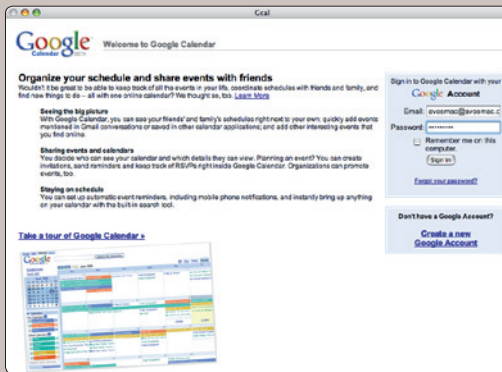 Gcal
Google
Calendar BETA
Welcome to Google Calendar
Organize your schedule and share events with friends
Wouldn't it be great to be able to keep track of all the events in your life, coordinate schedules with friends and family, and
find new things to do -- all with one online calendar? We thought so, too. Learn More
Seeing the big picture
With Google Calendar, you can see your friends' and family's schedules right next to your own; quickly add events
mentioned in Gmail conversations or saved in other calendar applications; and add other interesting events that
you find online.
Sharing events and calendars
You decide who can see your calendar and which details they can view. Planning an event? You can create
invitations, send reminders and keep track of RSVPs right inside Google Calendar. Organizations can promote
events, too.
Staying on schedule
You can set up automatic event reminders, including mobile phone notifications, and instantly bring up anything
on your calendar with the built-in search tool.
Take a tour of Google Calendar »
Google
Sign in to Google Calendar with your
Google Account
Email: avosmac@avosmac.c
Password:
Remember me on this
computer.
Sign in
Forgot your password?
Don't have a Google Account?
Create a new
Google Account